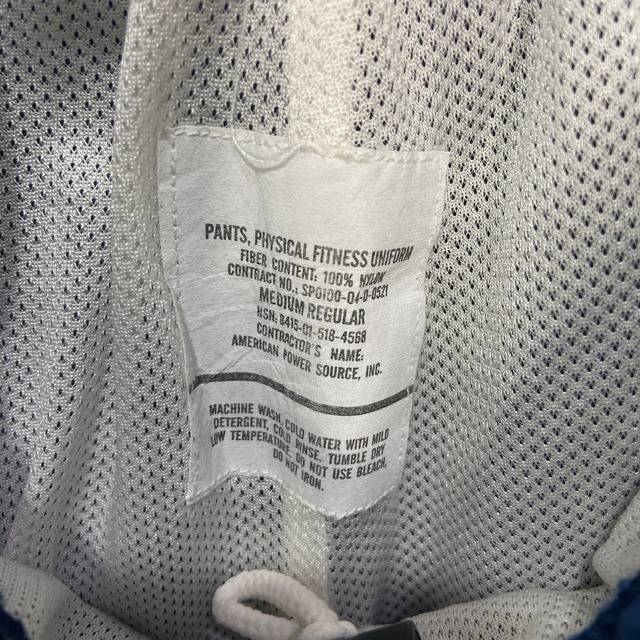 PANTS, PHYSICAL FITNESS UNIFORM
FIBER CONTENT: 100% NYLON
CONTRACT NO.: SP0100-04-D-0521
MEDIUM REGULAR
NSN: 8415-01-518-4568
CONTRACTOR'S NAME:
AMERICAN POWER SOURCE, INC.
MACHINE WASH, COLD WATER WITH MILD
DETERGENT, COLD RINSE. TUMBLE DRY
LOW TEMPERATURE. DO NOT USE BLEACH,
DO NOT IRON.